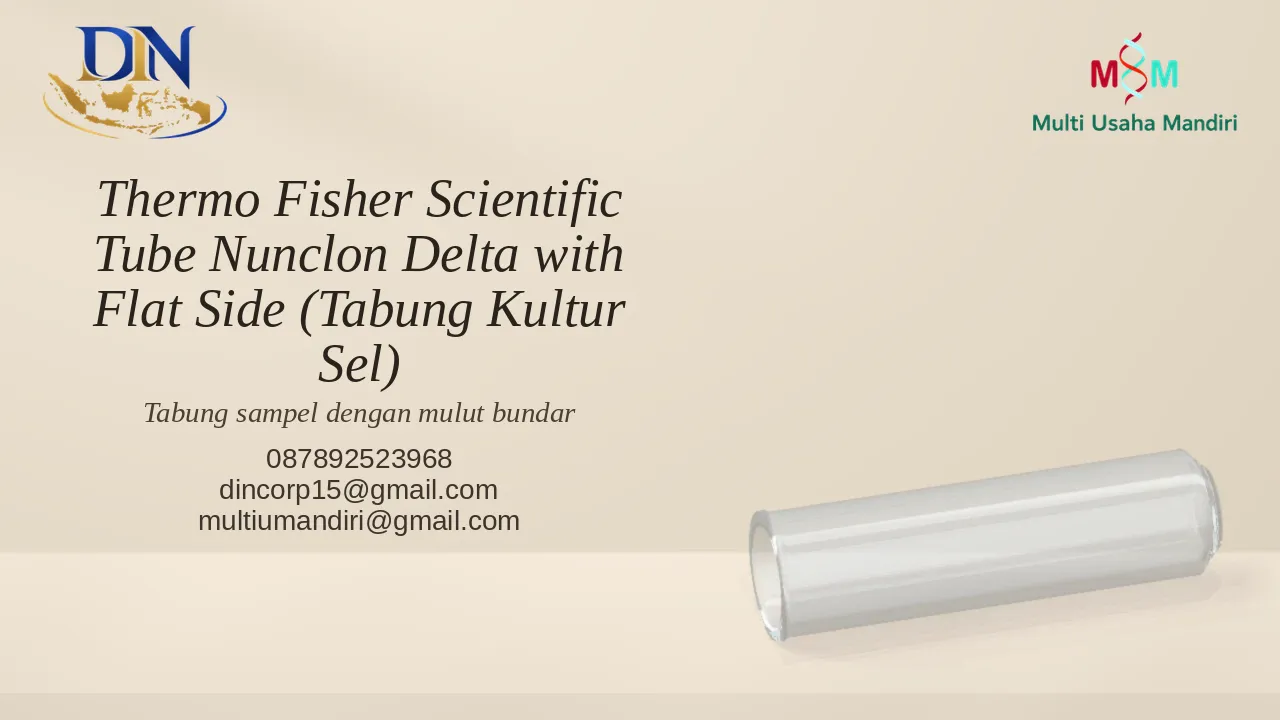 DN
M M
Multi Usaha Mandiri
Thermo Fisher Scientific
Tube Nunclon Delta with
Flat Side (Tabung Kultur
Sel)
Tabung sampel dengan mulut bundar
087892523968
dincorp15@gmail.com
multiumandiri@gmail.com